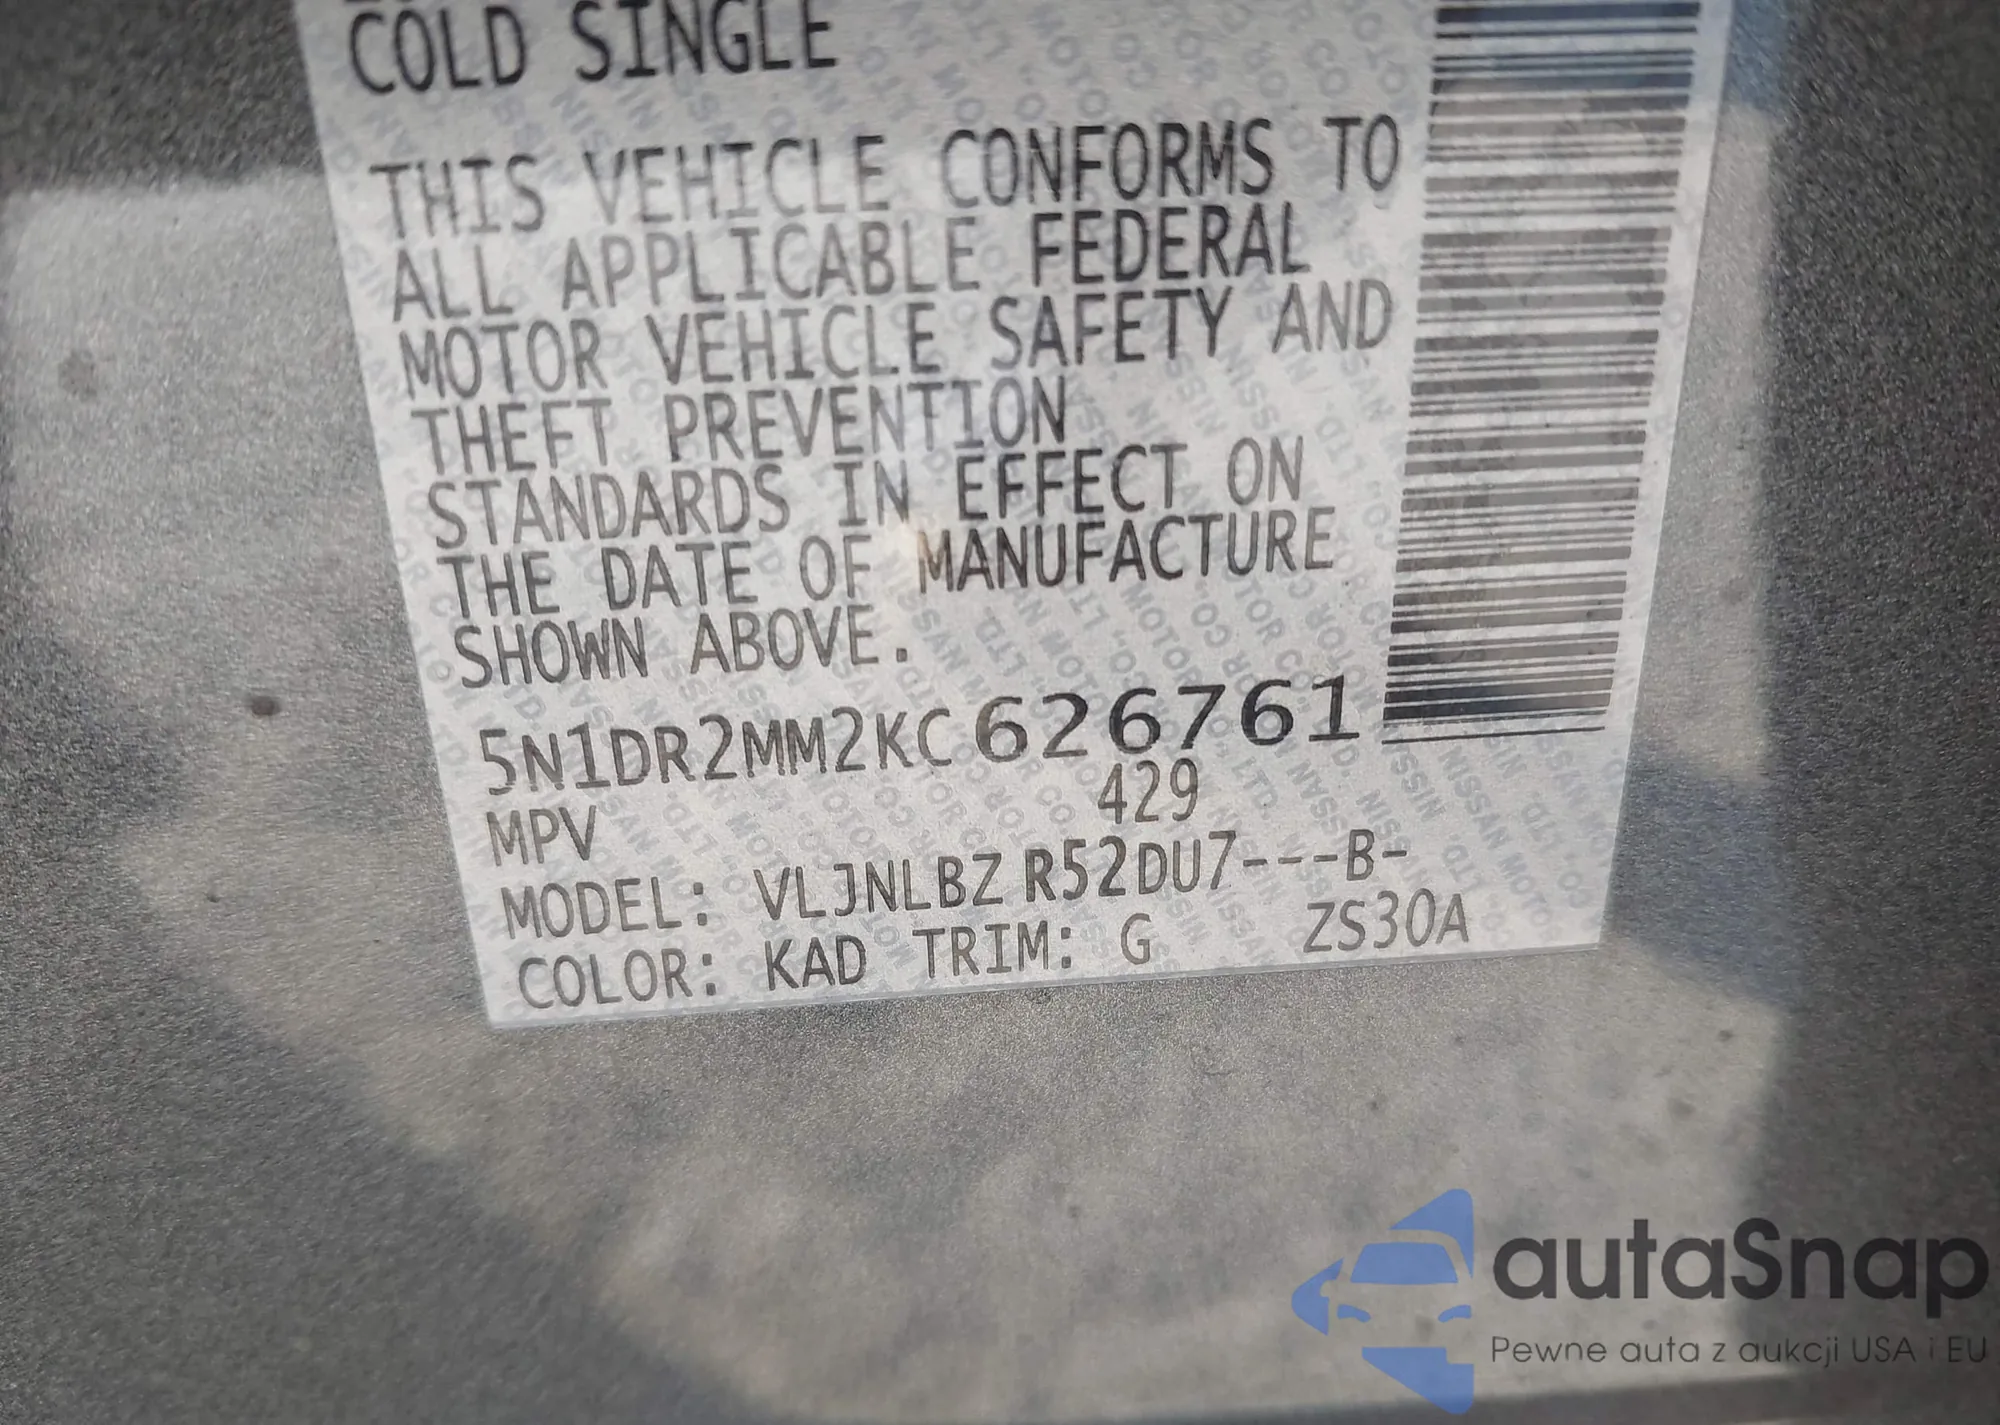 COLD SINGLE
THIS VEHICLE CONFORMS TO
ALL APPLICABLE FEDERAL
MOTOR VEHICLE SAFETY AND
THEFT PREVENTION
STANDARDS IN EFFECT ON
THE DATE OF MANUFACTURE
SHOWN ABOVE.
5N1DR2MM2KC626761
MPV 429
MODEL: VLJNLBZ R52DU7---B-
COLOR: KAD TRIM: G ZS30A
autaSnap
Pewne auta z aukcji USA i EU